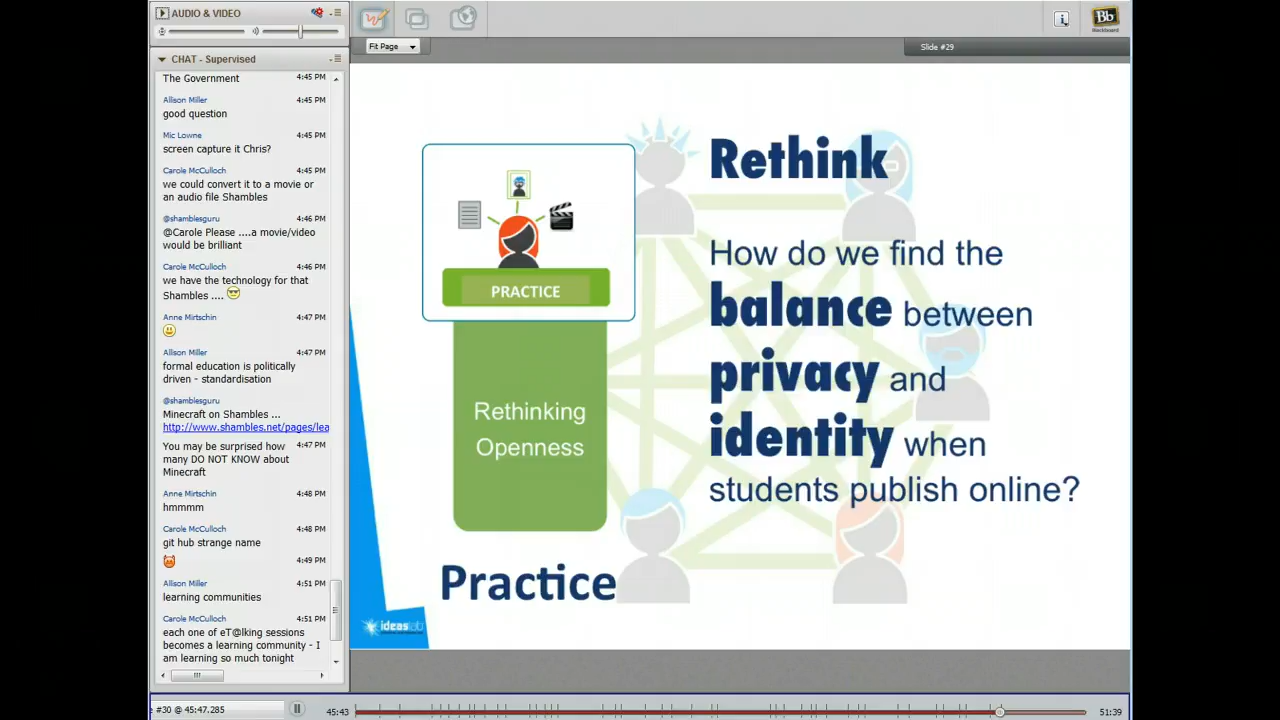 AUDIO & VIDEO
CHAT - Supervised
The Government 4:45 PM
Allison Miller 4:45 PM
good question
Mic Lowne 4:45 PM
screen capture it Chris?
Carole McCulloch 4:45 PM
we could convert it to a movie or
an audio file Shambles
@shamblesguru 4:46 PM
@Carole Please ....a movie/video
would be brilliant
Carole McCulloch 4:46 PM
we have the technology for that
Shambles ....
Anne Mirtschin 4:47 PM
Allison Miller 4:47 PM
formal education is politically
driven - standardisation
@shamblesguru
Minecraft on Shambles ...
http://www.shambles.net/pages/lea
You may be surprised how 4:47 PM
many DO NOT KNOW about
Minecraft
Anne Mirtschin 4:48 PM
hmmmm
Carole McCulloch 4:48 PM
git hub strange name
4:49 PM
Allison Miller 4:51 PM
learning communities
Carole McCulloch 4:51 PM
each one of eT@lking sessions
becomes a learning community - I
am learning so much tonight
Fit Page
Slide #29
Bb
Blackboard
PRACTICE
Rethinking
Openness
Practice
ideaslab
Rethink
How do we find the
balance between
privacy and
identity when
students publish online?
#30 @ 45:47.285
45:43
51:39